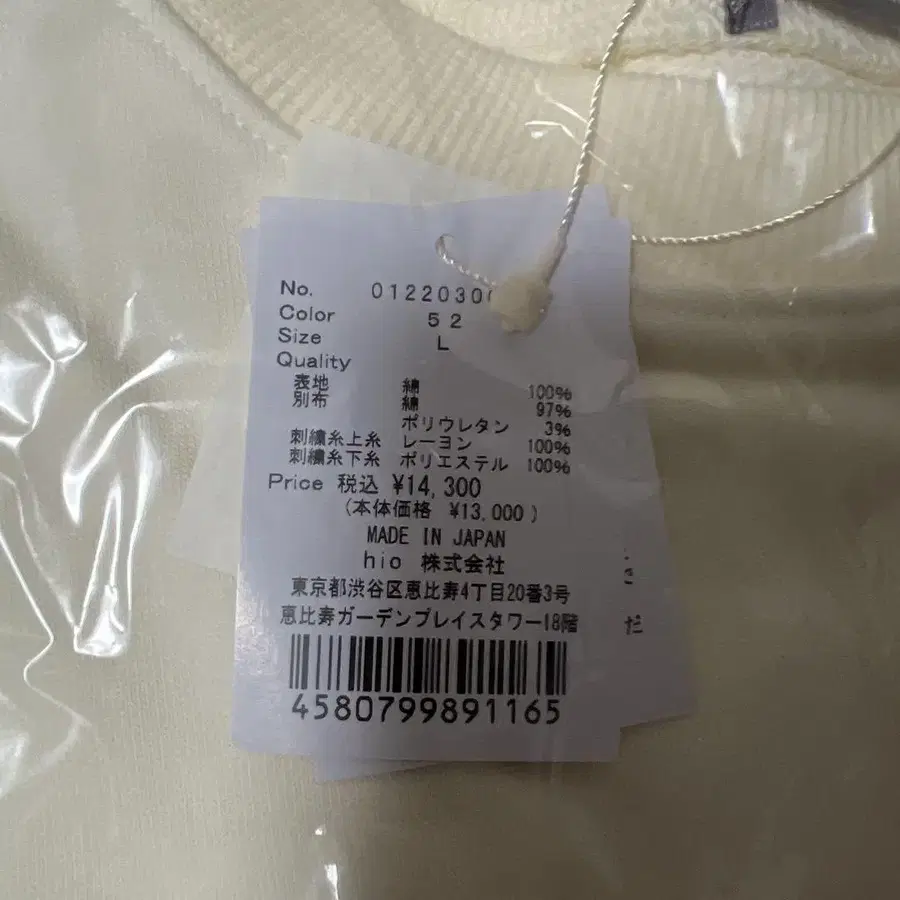 No. 01220300
Color 52
Size L
Quality
表地 綿 100%
別布 綿 97%
ポリウレタン 3%
刺繍糸上糸 レーヨン 100%
刺繍糸下糸 ポリエステル 100%
Price 税込 ¥14,300
(本体価格 ¥13,000)
MADE IN JAPAN
hio 株式会社
東京都渋谷区恵比寿4丁目20番3号
恵比寿ガーデンプレイスタワー18階
4580799891165
さ
だ